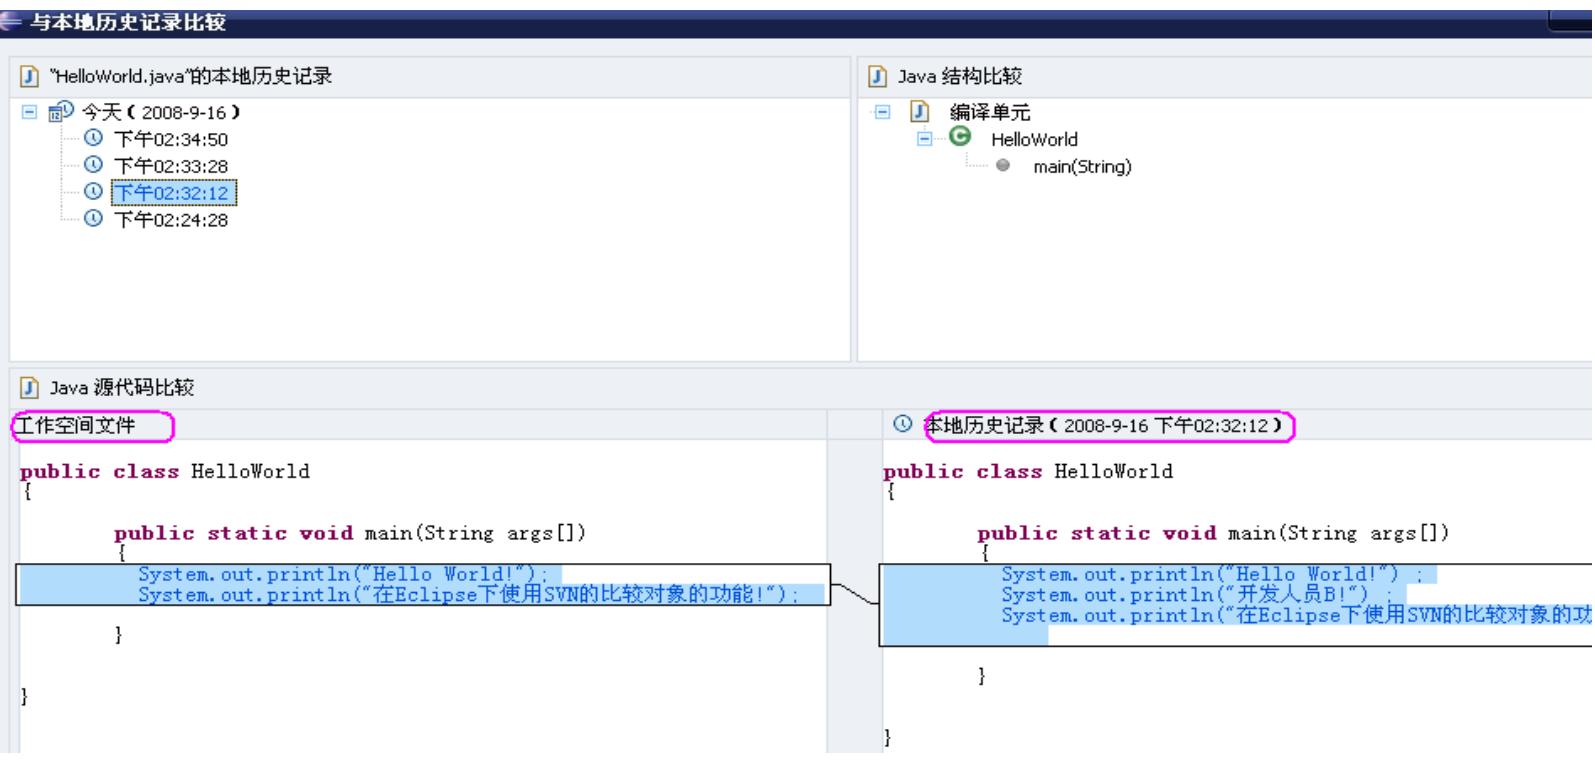 与本地历史记录比较
"HelloWorld.java"的本地历史记录
今天（2008-9-16）
下午02:34:50
下午02:33:28
下午02:32:12
下午02:24:28
Java 结构比较
编译单元
HelloWorld
main(String)
Java 源代码比较
工作空间文件
public class HelloWorld
{
public static void main(String args[])
{
System.out.println("Hello World!");
System.out.println("在Eclipse下使用SVN的比较对象的功能!");
}
}
本地历史记录（2008-9-16 下午02:32:12）
public class HelloWorld
{
public static void main(String args[])
{
System.out.println("Hello World!") ;
System.out.println("开发人员B!") ;
System.out.println("在Eclipse下使用SVN的比较对象的功
}
}